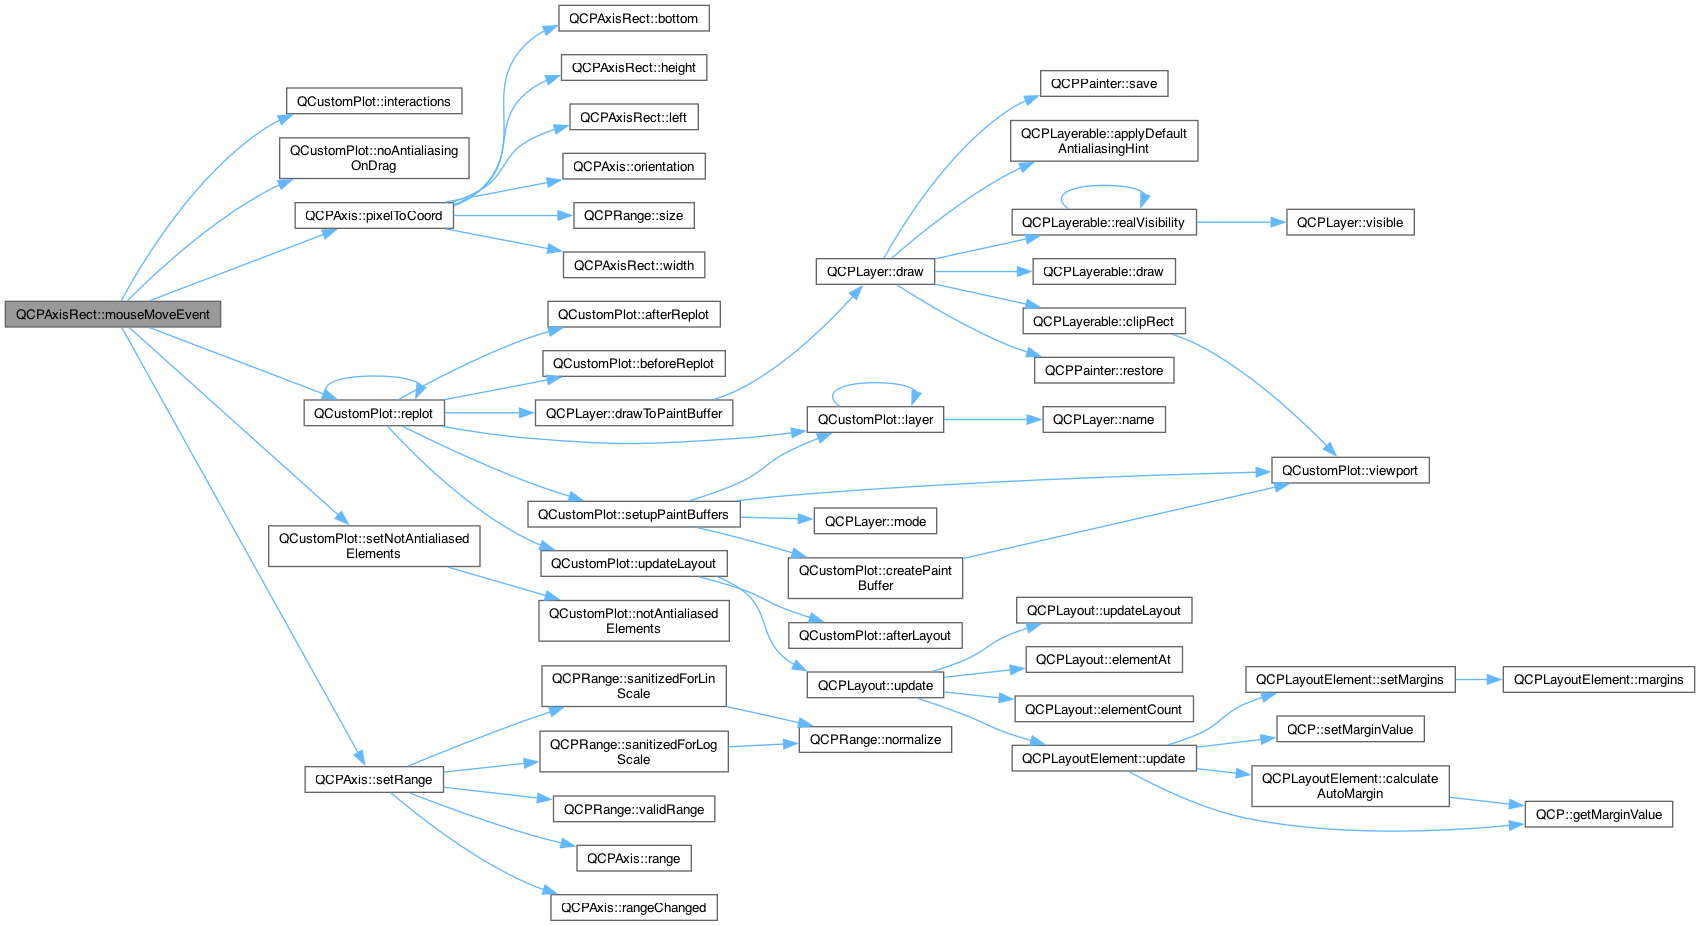 QCPAxisRect::mouseMoveEvent
QCustomPlot::interactions
QCustomPlot::noAntialiasing
OnDrag
QCPAxis::pixelToCoord
QCustomPlot::replot
QCustomPlot::setNotAntialiased
Elements
QCPAxis::setRange
QCPAxisRect::bottom
QCPAxisRect::height
QCPAxisRect::left
QCPAxis::orientation
QCPRange::size
QCPAxisRect::width
QCustomPlot::afterReplot
QCustomPlot::beforeReplot
QCPLayer::drawToPaintBuffer
QCustomPlot::setupPaintBuffers
QCustomPlot::updateLayout
QCustomPlot::notAntialiased
Elements
QCPRange::sanitizedForLin
Scale
QCPRange::sanitizedForLog
Scale
QCPRange::validRange
QCPAxis::range
QCPAxis::rangeChanged
QCPLayer::draw
QCustomPlot::layer
QCPLayer::mode
QCustomPlot::createPaint
Buffer
QCustomPlot::afterLayout
QCPLayout::update
QCPRange::normalize
QCPPainter::save
QCPLayerable::applyDefault
AntialiasingHint
QCPLayerable::realVisibility
QCPLayerable::draw
QCPLayerable::clipRect
QCPPainter::restore
QCPLayer::name
QCPLayout::updateLayout
QCPLayout::elementAt
QCPLayout::elementCount
QCPLayoutElement::update
QCPLayer::visible
QCustomPlot::viewport
QCPLayoutElement::setMargins
QCP::setMarginValue
QCPLayoutElement::calculate
AutoMargin
QCPLayoutElement::margins
QCP::getMarginValue